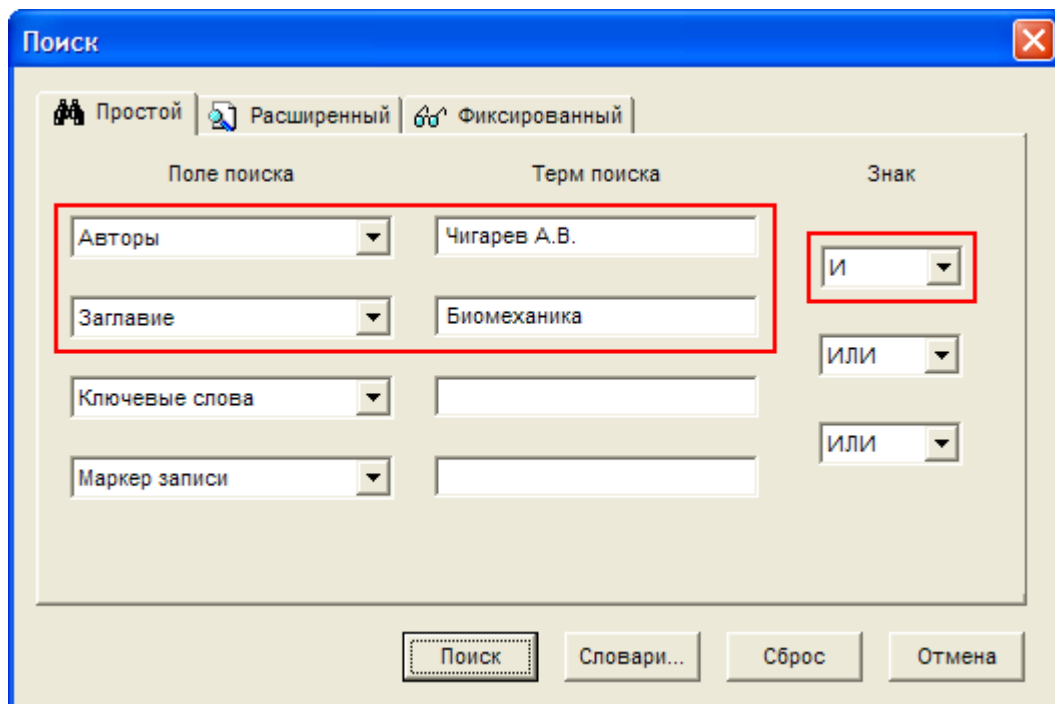 Поиск
Простой Расширенный Фиксированный
Поле поиска Терм поиска Знак
Авторы Чигарев А.В.
И
Заглавие Биомеханика
ИЛИ
Ключевые слова
ИЛИ
Маркер записи
Поиск Словари... Сброс Отмена